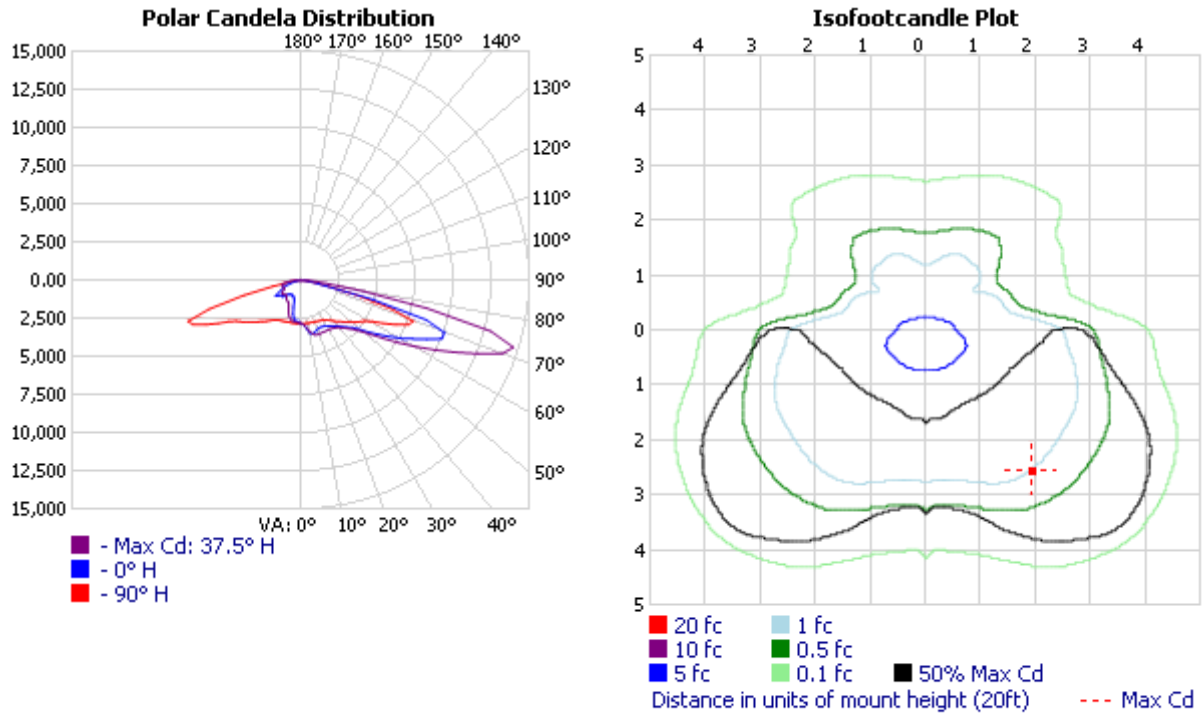 Polar Candela Distribution
180° 170° 160° 150° 140°
15,000
12,500
10,000
7,500
5,000
2,500
0.00
2,500
5,000
7,500
10,000
12,500
15,000
130°
120°
110°
100°
90°
80°
70°
60°
50°
VA: 0° 10° 20° 30° 40°
- Max Cd: 37.5° H
- 0° H
- 90° H
Isofootcandle Plot
4 3 2 1 0 1 2 3 4
5
4
3
2
1
0
1
2
3
4
5
20 fc 1 fc
10 fc 0.5 fc
5 fc 0.1 fc 50% Max Cd
Distance in units of mount height (20ft) Max Cd